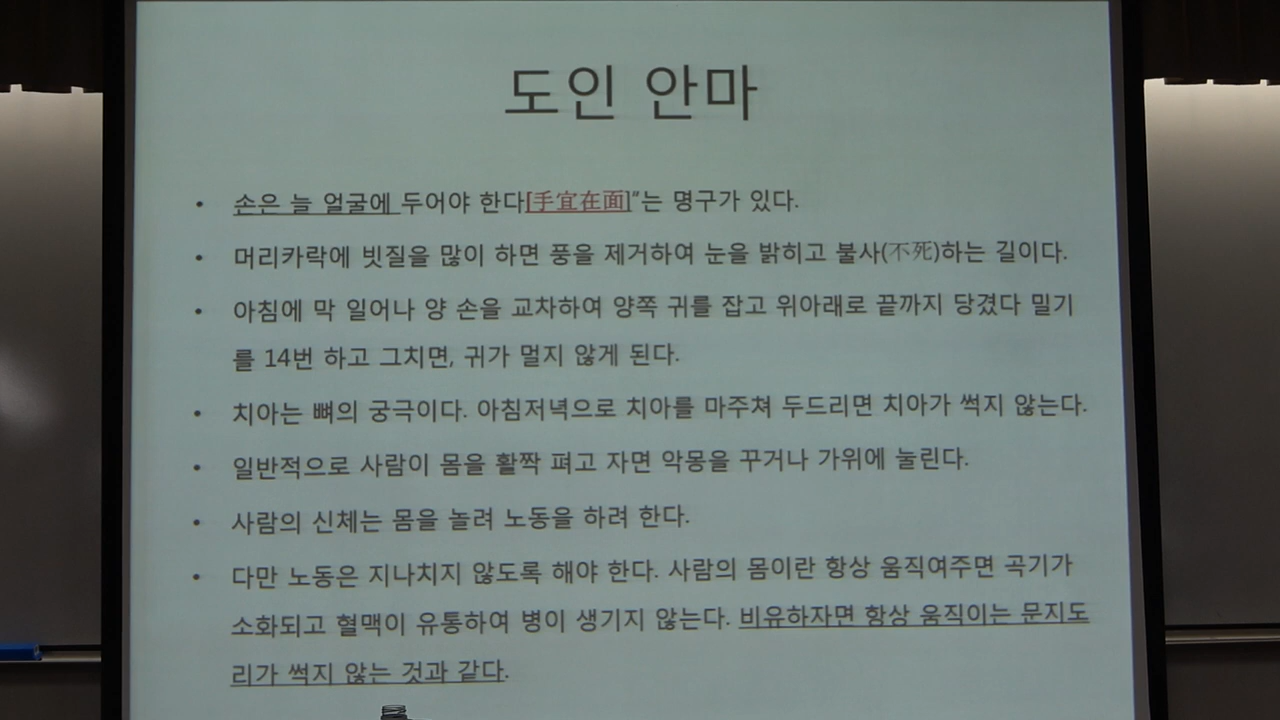 도인 안마
• 손은 늘 얼굴에 두어야 한다[手宜在面]”는 명구가 있다.
• 머리카락에 빗질을 많이 하면 풍을 제거하여 눈을 밝히고 불사(不死)하는 길이다.
• 아침에 막 일어나 양 손을 교차하여 양쪽 귀를 잡고 위아래로 끝까지 당겼다 밀기
를 14번 하고 그치면, 귀가 멀지 않게 된다.
• 치아는 뼈의 궁극이다. 아침저녁으로 치아를 마주쳐 두드리면 치아가 썩지 않는다.
• 일반적으로 사람이 몸을 활짝 펴고 자면 악몽을 꾸거나 가위에 눌린다.
• 사람의 신체는 몸을 놀려 노동을 하려 한다.
• 다만 노동은 지나치지 않도록 해야 한다. 사람의 몸이란 항상 움직여주면 곡기가
소화되고 혈맥이 유통하여 병이 생기지 않는다. 비유하자면 항상 움직이는 문지도
리가 썩지 않는 것과 같다.